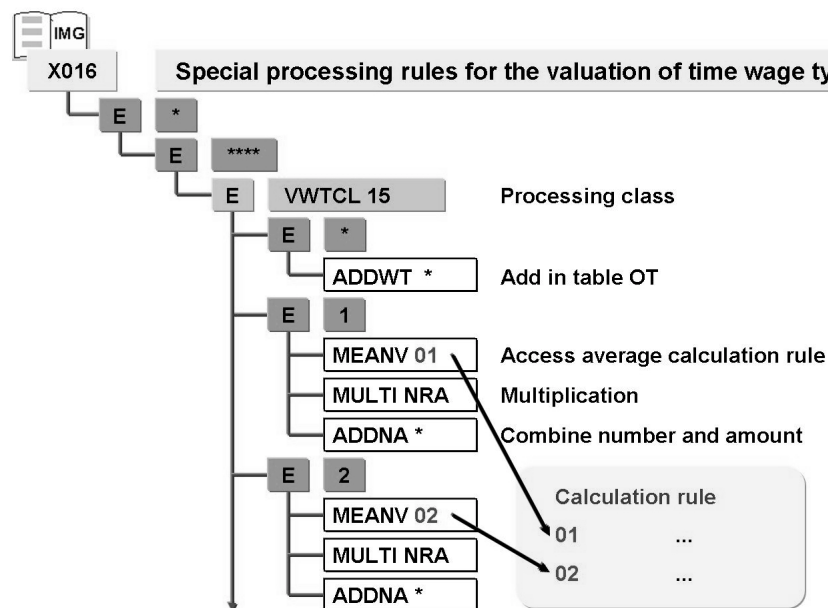 IMG
X016 Special processing rules for the valuation of time wage ty
E *
E ****
E VWTCL 15 Processing class
E *
ADDWT * Add in table OT
E 1
MEANV 01 Access average calculation rule
MULTI NRA Multiplication
ADDNA * Combine number and amount
E 2
Calculation rule
MEANV 02
01 ...
MULTI NRA
02 ...
ADDNA *